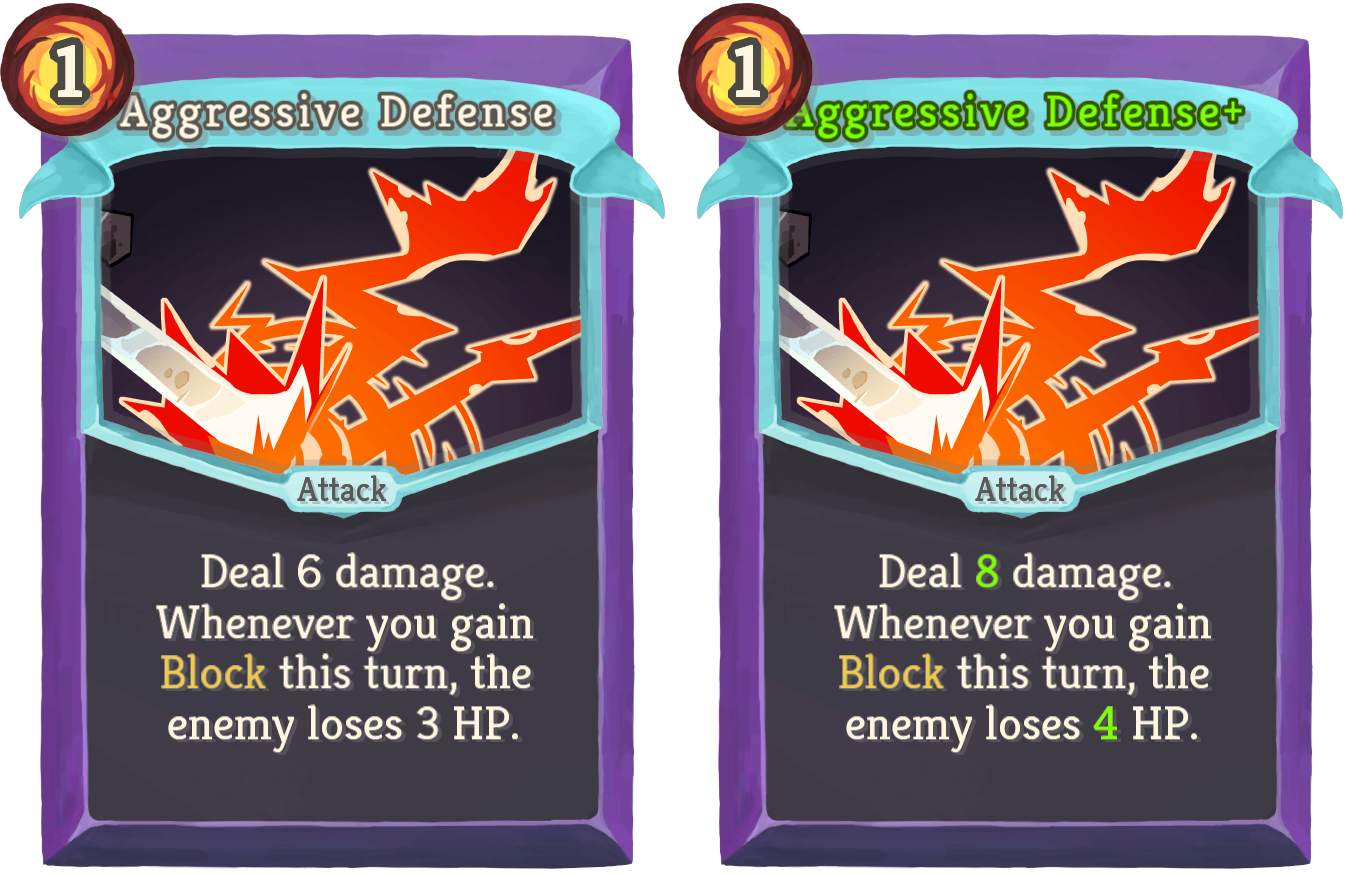 1
Aggressive Defense
Attack
Deal 6 damage.
Whenever you gain
Block this turn, the
enemy loses 3 HP.
1
Aggressive Defense+
Attack
Deal 8 damage.
Whenever you gain
Block this turn, the
enemy loses 4 HP.